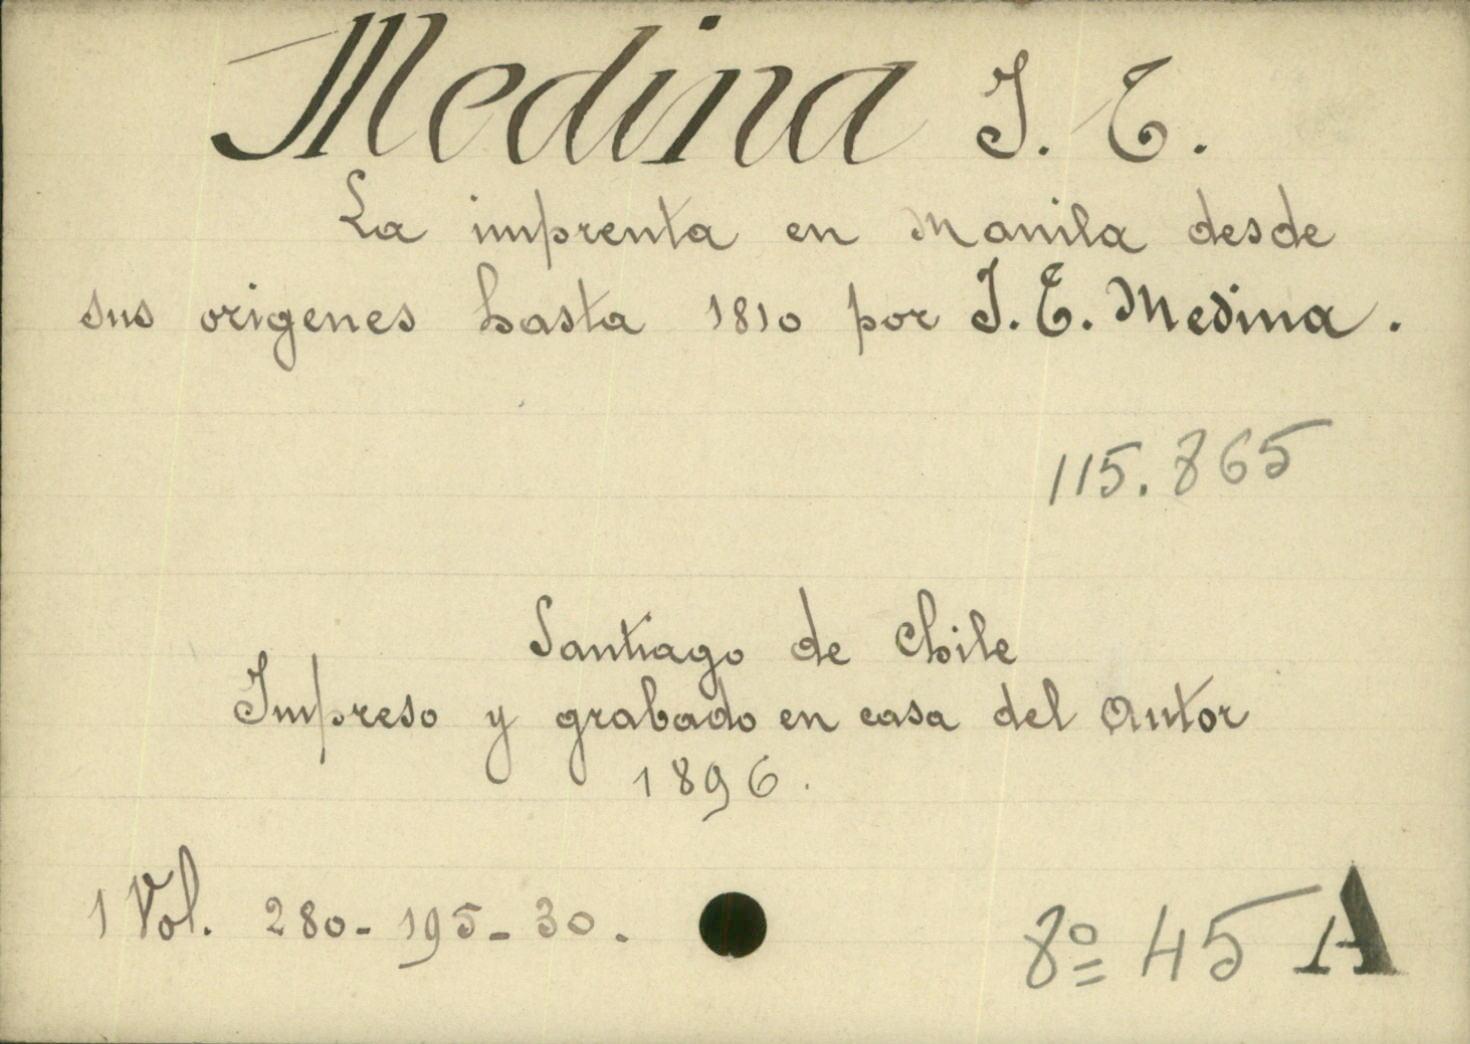 Medina J. T.
La imprenta en Manila desde
sus origenes hasta 1810 por J. T. Medina.
115.865
Santiago de Chile
Impreso y grabado en casa del autor
1896.
1 Vol. 280-195-30.
8º 45 A